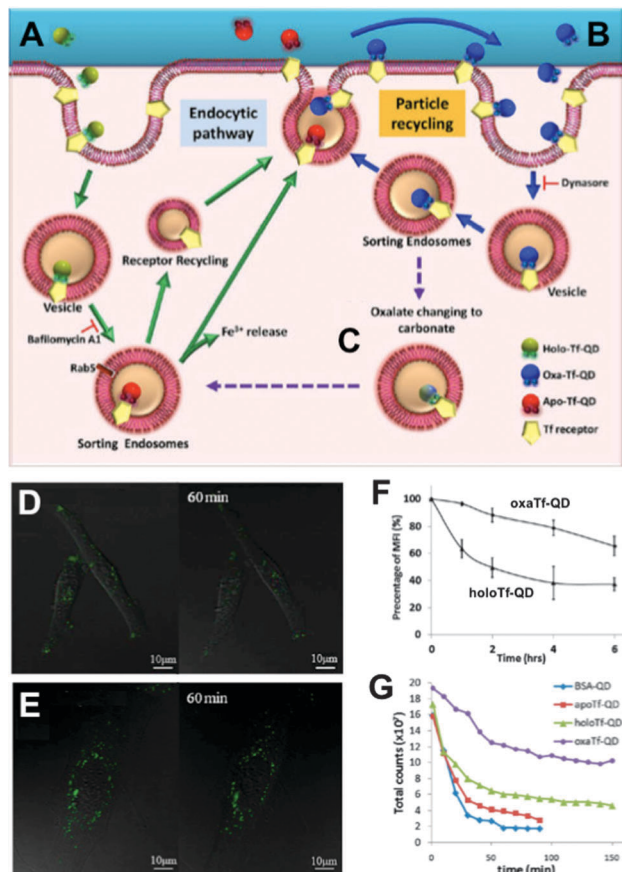 A
B
Endocytic
pathway
Particle
recycling
Dynasore
Sorting Endosomes
Receptor Recycling
Vesicle
Vesicle
Oxalate changing to
carbonate
Bafilomycin A1
Fe³⁺ release
C
Rab5
Sorting Endosomes
Holo-Tf-QD
Oxa-Tf-QD
Apo-Tf-QD
Tf receptor
D
60 min
10μm
10μm
E
60 min
10μm
10μm
F
Precentage of MFI (%)
120
100
80
60
40
20
0
oxaTf-QD
holoTf-QD
0
2
4
6
Time (hrs)
G
Total counts (x10⁷)
20
18
16
14
12
10
8
6
4
2
0
BSA-QD
apoTf-QD
holoTf-QD
oxaTf-QD
0
50
100
150
time (min)